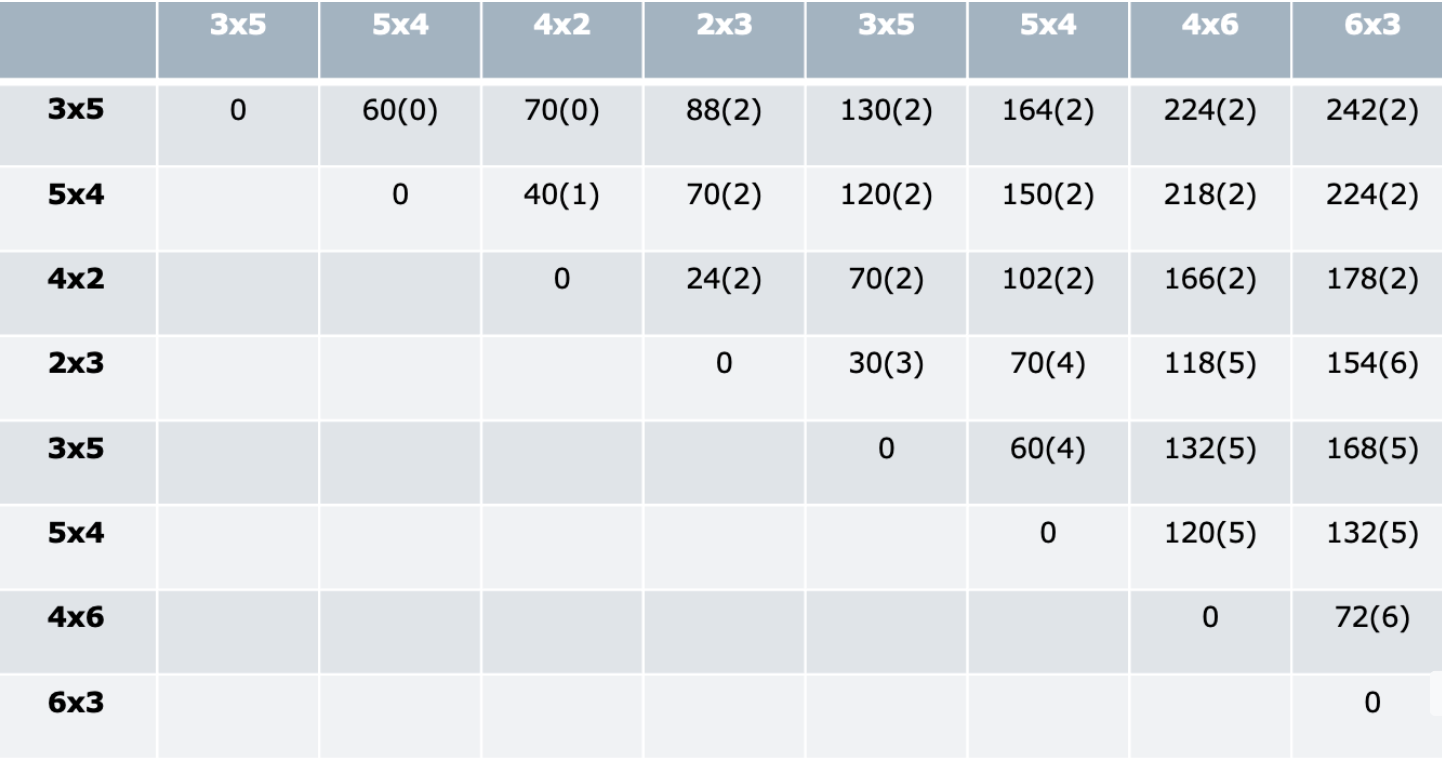 3x5 5x4 4x2 2x3 3x5 5x4 4x6 6x3
3x5 0 60(0) 70(0) 88(2) 130(2) 164(2) 224(2) 242(2)
5x4 0 40(1) 70(2) 120(2) 150(2) 218(2) 224(2)
4x2 0 24(2) 70(2) 102(2) 166(2) 178(2)
2x3 0 30(3) 70(4) 118(5) 154(6)
3x5 0 60(4) 132(5) 168(5)
5x4 0 120(5) 132(5)
4x6 0 72(6)
6x3 0